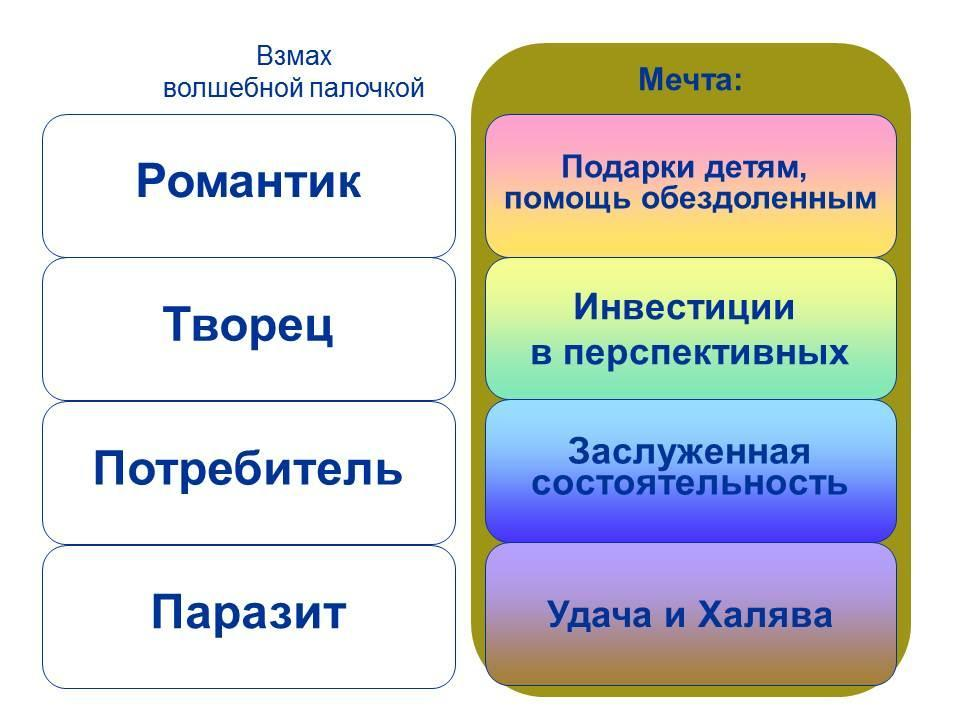 Взмах
волшебной палочкой
Мечта:
Романтик
Подарки детям,
помощь обездоленным
Творец
Инвестиции
в перспективных
Потребитель
Заслуженная
состоятельность
Паразит
Удача и Халява